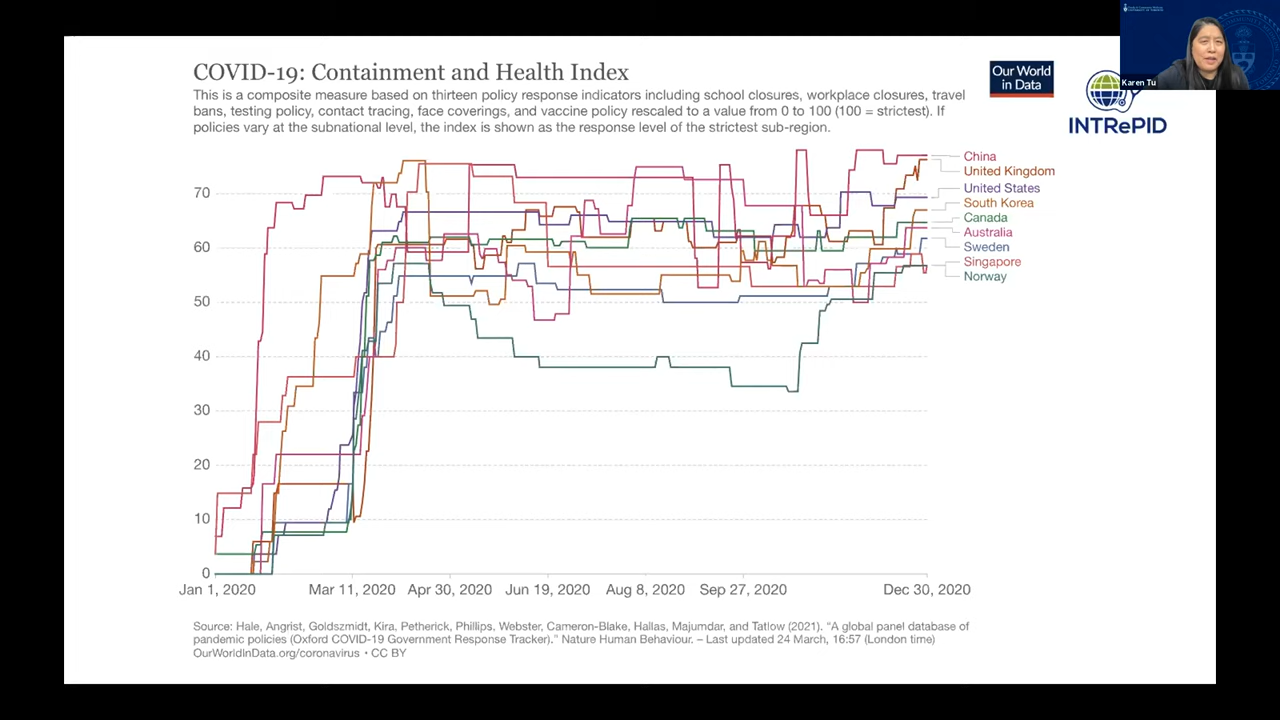 COVID-19: Containment and Health Index
This is a composite measure based on thirteen policy response indicators including school closures, workplace closures, travel
bans, testing policy, contact tracing, face coverings, and vaccine policy rescaled to a value from 0 to 100 (100 = strictest). If
policies vary at the subnational level, the index is shown as the response level of the strictest sub-region.
Our World
in Data
Karen Tu
INTRePID
China
United Kingdom
United States
South Korea
Canada
Australia
Sweden
Singapore
Norway
70
60
50
40
30
20
10
0
Jan 1, 2020
Mar 11, 2020
Apr 30, 2020
Jun 19, 2020
Aug 8, 2020
Sep 27, 2020
Dec 30, 2020
Source: Hale, Angrist, Goldszmidt, Kira, Petherick, Phillips, Webster, Cameron-Blake, Hallas, Majumdar, and Tatlow (2021). "A global panel database of
pandemic policies (Oxford COVID-19 Government Response Tracker)." Nature Human Behaviour. – Last updated 24 March, 16:57 (London time)
OurWorldInData.org/coronavirus • CC BY